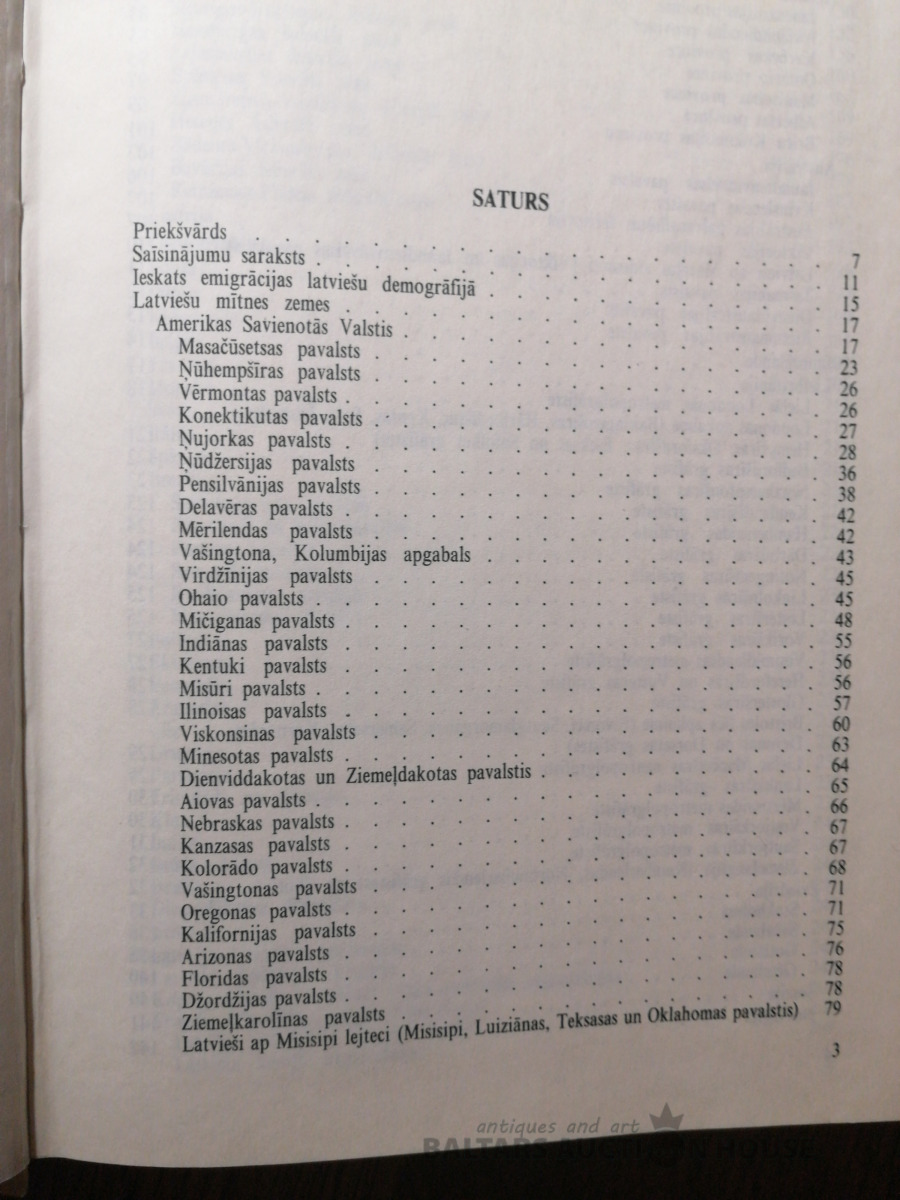 SATURS
Priekšvārds . . . . . . . . . . . . . . . . . . . . 7
Saīsinājumu saraksts . . . . . . . . . . . . . . . . . . 11
Ieskats emigrācijas latviešu demogrāfijā . . . . . . . . . . . . 15
Latviešu mītnes zemes . . . . . . . . . . . . . . . . . 17
Amerikas Savienotās Valstis . . . . . . . . . . . . . . . 17
Masačūsetsas pavalsts . . . . . . . . . . . . . . . . 23
Ņūhempšīras pavalsts . . . . . . . . . . . . . . . . 26
Vērmontas pavalsts . . . . . . . . . . . . . . . . . 26
Konektikutas pavalsts . . . . . . . . . . . . . . . . 27
Ņujorkas pavalsts . . . . . . . . . . . . . . . . . 28
Ņūdžersijas pavalsts . . . . . . . . . . . . . . . . 36
Pensilvānijas pavalsts . . . . . . . . . . . . . . . . 38
Delavēras pavalsts . . . . . . . . . . . . . . . . . 42
Mērilendas pavalsts . . . . . . . . . . . . . . . . 42
Vašingtona, Kolumbijas apgabals . . . . . . . . . . . . 43
Virdžīnijas pavalsts . . . . . . . . . . . . . . . . 45
Ohaio pavalsts . . . . . . . . . . . . . . . . . . 45
Mičiganas pavalsts . . . . . . . . . . . . . . . . . 48
Indiānas pavalsts . . . . . . . . . . . . . . . . . 55
Kentuki pavalsts . . . . . . . . . . . . . . . . . 56
Misūri pavalsts . . . . . . . . . . . . . . . . . . 56
Ilinoisas pavalsts . . . . . . . . . . . . . . . . . 57
Viskonsinas pavalsts . . . . . . . . . . . . . . . . 60
Minesotas pavalsts . . . . . . . . . . . . . . . . . 63
Dienviddakotas un Ziemeļdakotas pavalstis . . . . . . . . . . 64
Aiovas pavalsts . . . . . . . . . . . . . . . . . . 65
Nebraskas pavalsts . . . . . . . . . . . . . . . . . 66
Kanzasas pavalsts . . . . . . . . . . . . . . . . . 67
Kolorādo pavalsts . . . . . . . . . . . . . . . . . 67
Vašingtonas pavalsts . . . . . . . . . . . . . . . . 68
Oregonas pavalsts . . . . . . . . . . . . . . . . . 71
Kalifornijas pavalsts . . . . . . . . . . . . . . . . 71
Arizonas pavalsts . . . . . . . . . . . . . . . . . 75
Floridas pavalsts . . . . . . . . . . . . . . . . . 76
Džordžijas pavalsts . . . . . . . . . . . . . . . . . 78
Ziemeļkarolīnas pavalsts . . . . . . . . . . . . . . . 78
Latvieši ap Misisipi lejteci (Misisipi, Luiziānas, Teksasas un Oklahomas pavalstis) 79
3
antiques and art
BALTARS AUCTION HOUSE